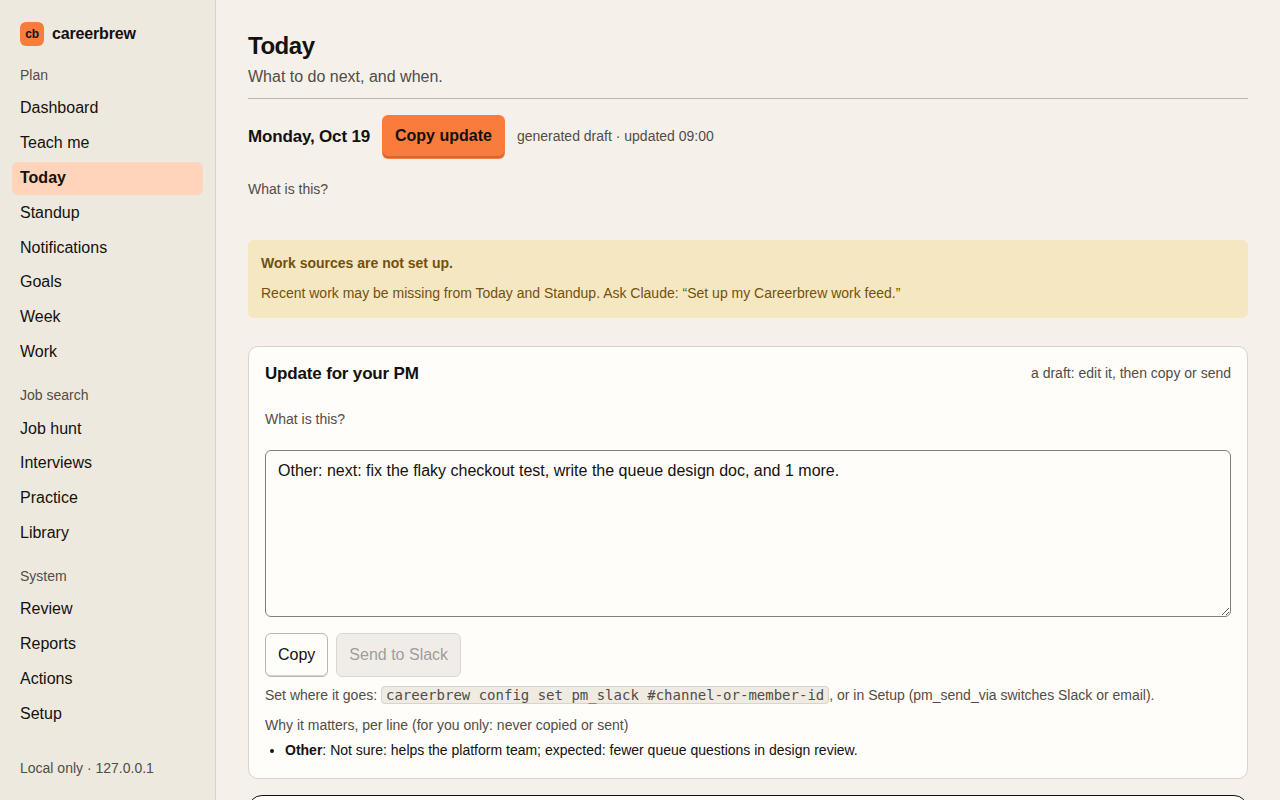 cb careerbrew
Plan
Dashboard
Teach me
Today
Standup
Notifications
Goals
Week
Work
Job search
Job hunt
Interviews
Practice
Library
System
Review
Reports
Actions
Setup
Local only · 127.0.0.1
Today
What to do next, and when.
Monday, Oct 19 Copy update generated draft · updated 09:00
What is this?
Work sources are not set up.
Recent work may be missing from Today and Standup. Ask Claude: “Set up my Careerbrew work feed.”
Update for your PM a draft: edit it, then copy or send
What is this?
Other: next: fix the flaky checkout test, write the queue design doc, and 1 more.
Copy Send to Slack
Set where it goes: careerbrew config set pm_slack #channel-or-member-id, or in Setup (pm_send_via switches Slack or email).
Why it matters, per line (for you only: never copied or sent)
• Other: Not sure: helps the platform team; expected: fewer queue questions in design review.